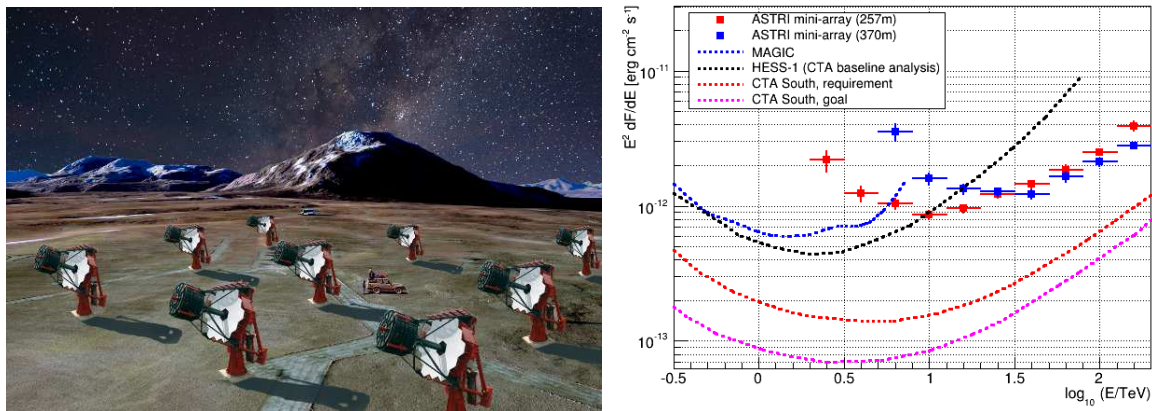 ASTRI mini-array (257m)
ASTRI mini-array (370m)
MAGIC
HESS-1 (CTA baseline analysis)
CTA South, requirement
CTA South, goal
E² dF/dE [erg cm⁻² s⁻¹]
10⁻¹¹
10⁻¹²
10⁻¹³
-0.5 0 0.5 1 1.5 2
log₁₀ (E/TeV)